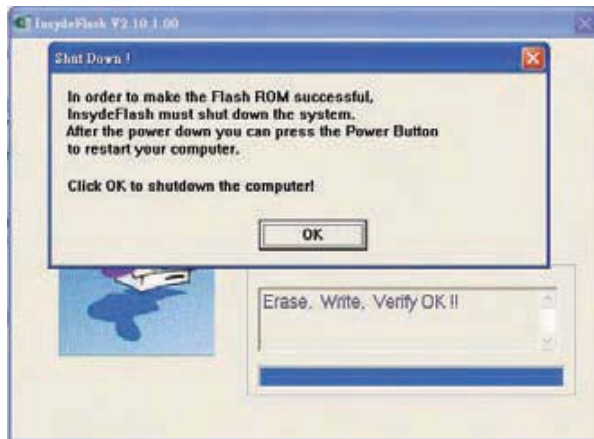 InsydeFlash V2.10.1.00
Shut Down !
In order to make the Flash ROM successful,
InsydeFlash must shut down the system.
After the power down you can press the Power Button
to restart your computer.
Click OK to shutdown the computer!
OK
Erase, Write, Verify OK !!